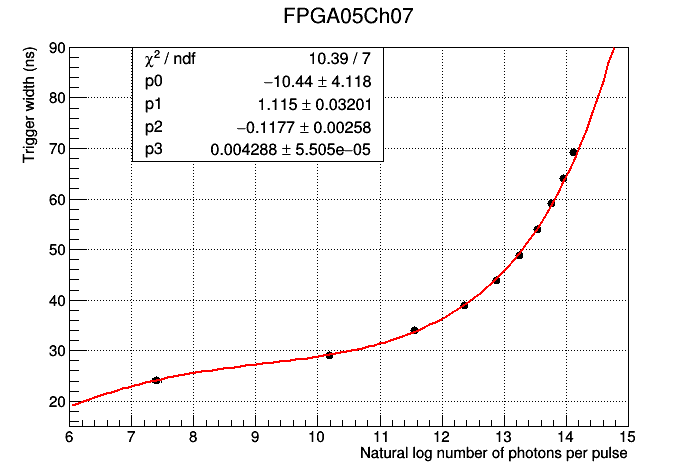 FPGA05Ch07
χ² / ndf 10.39 / 7
p0 −10.44 ± 4.118
p1 1.115 ± 0.03201
p2 −0.1177 ± 0.00258
p3 0.004288 ± 5.505e−05
Trigger width (ns)
90
80
70
60
50
40
30
20
6 7 8 9 10 11 12 13 14 15
Natural log number of photons per pulse